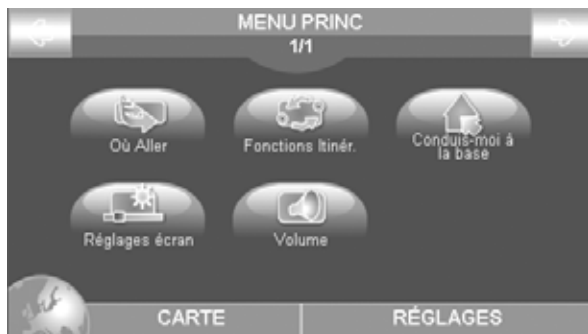 MENU PRINC
1/1
Où Aller
Fonctions Itinér.
Conduis-moi à
la base
Réglages écran
Volume
CARTE
RÉGLAGES